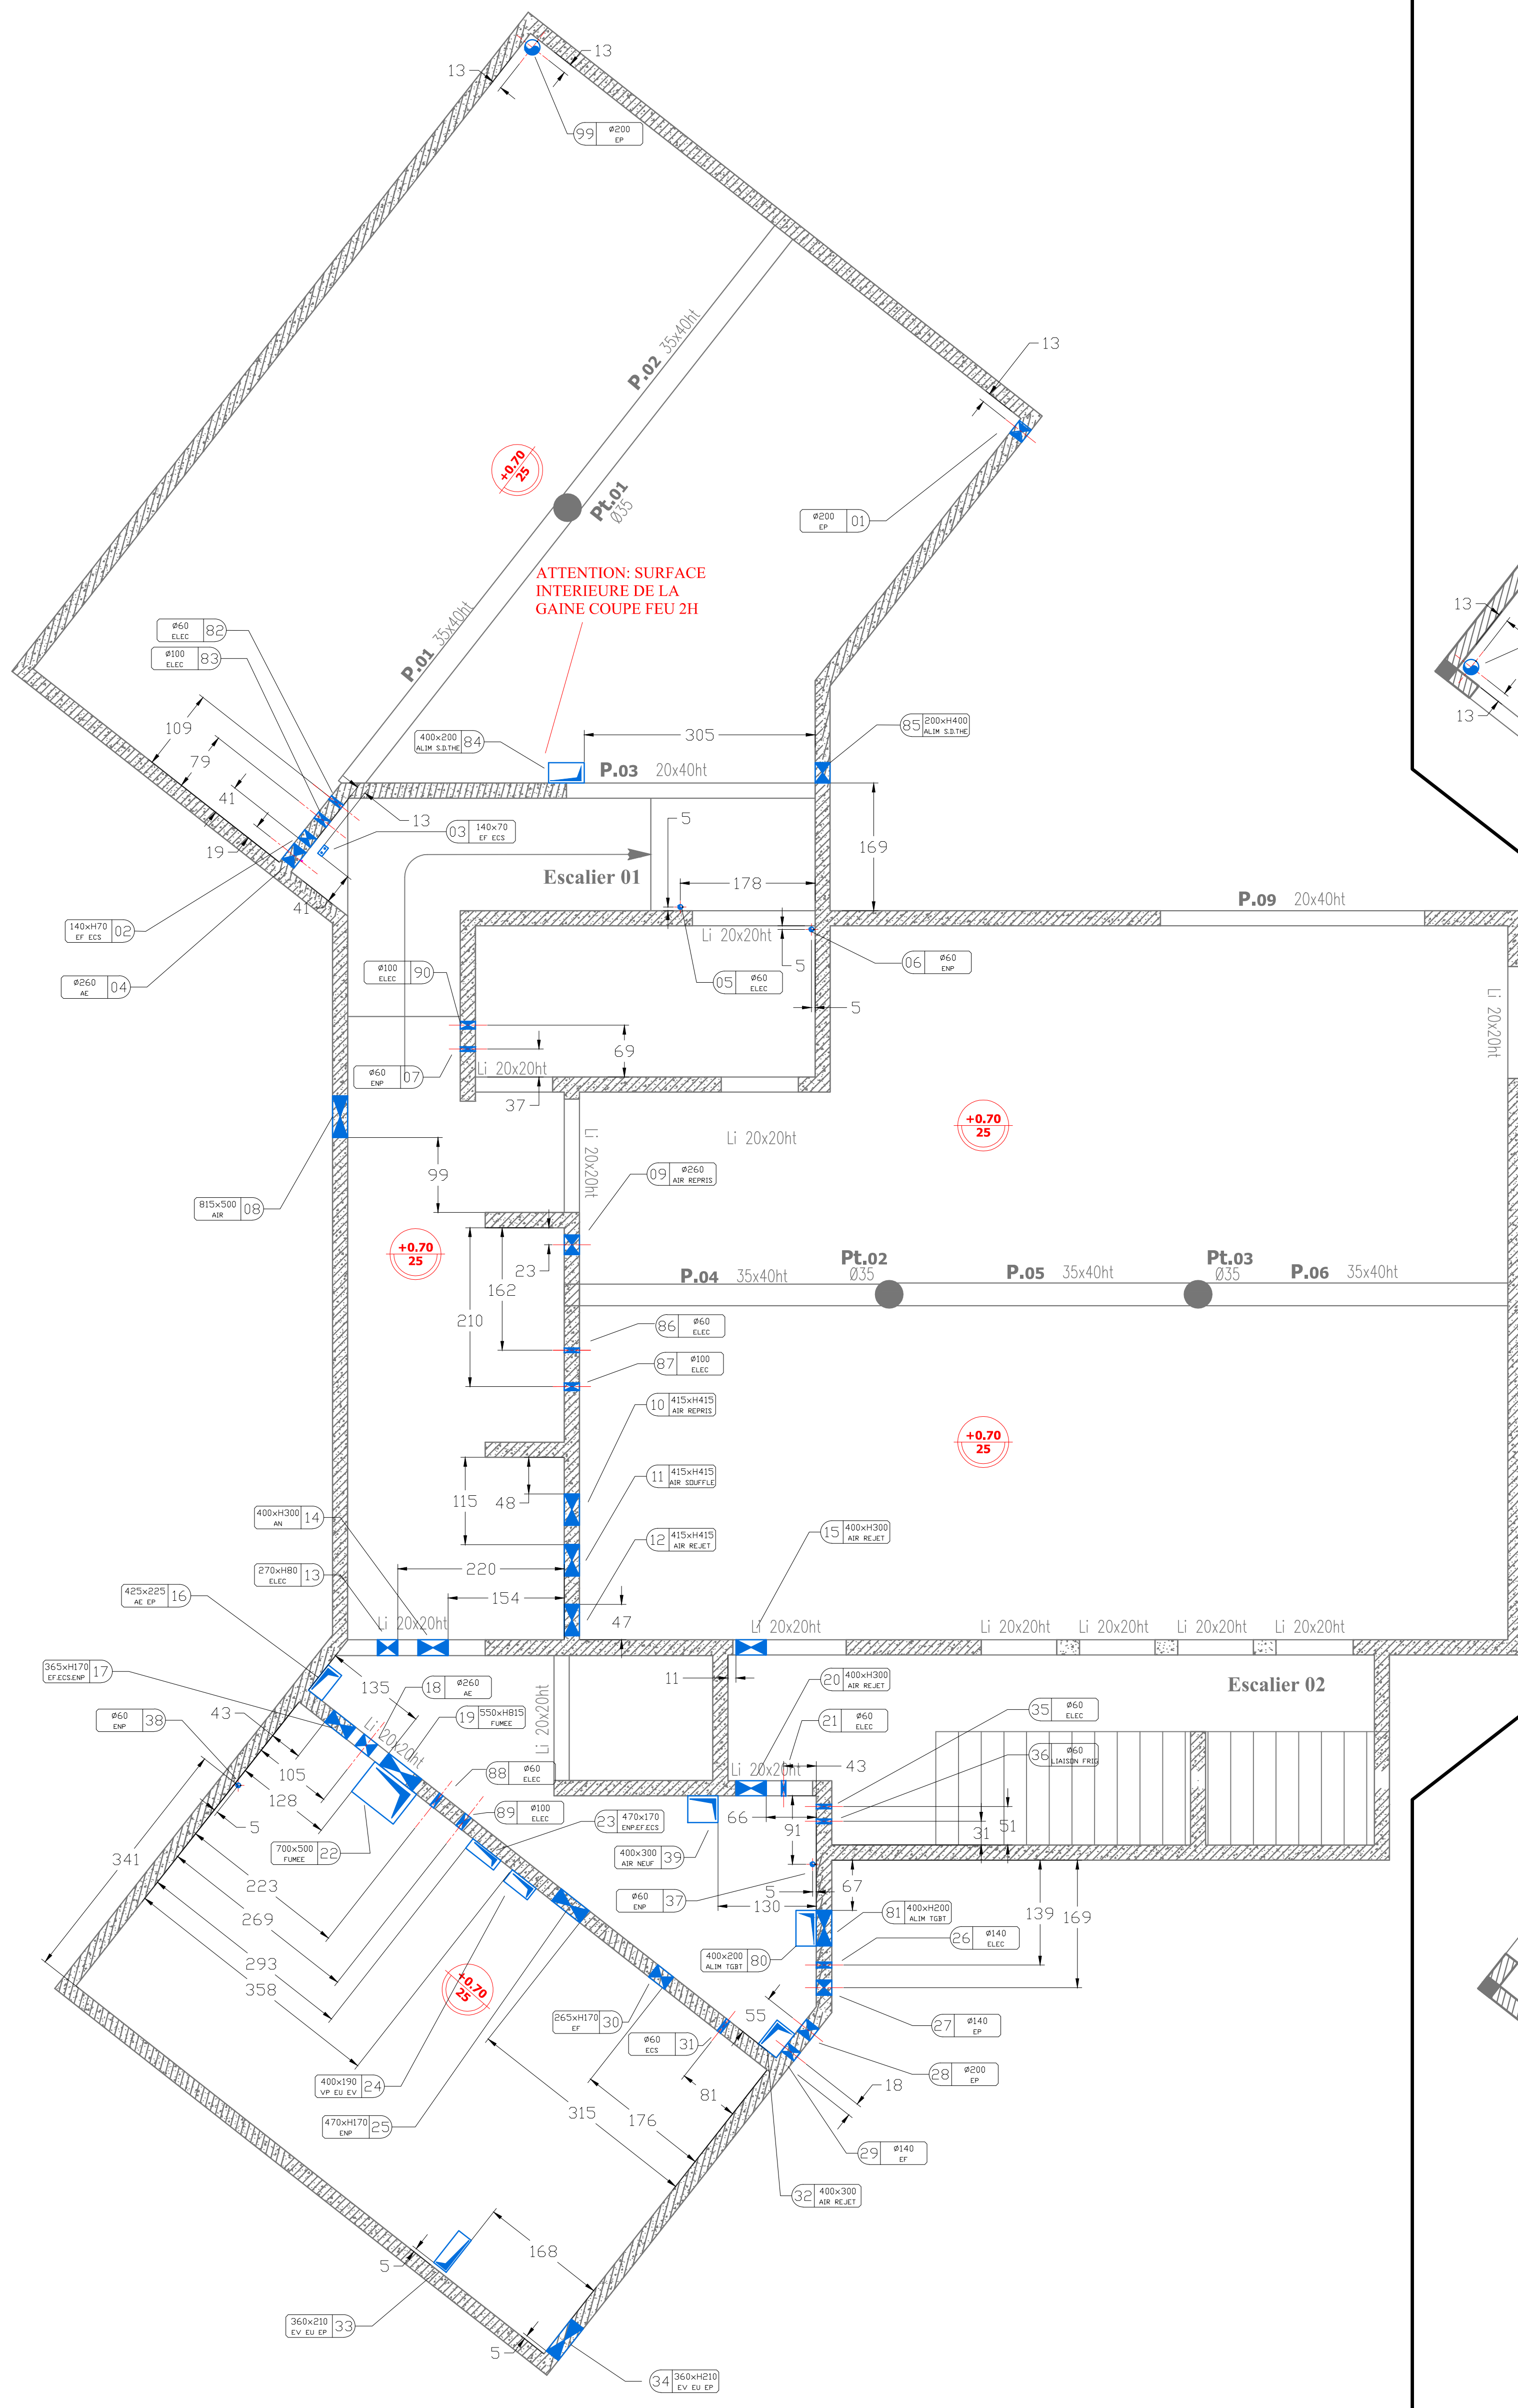 13
13
99 Ø200
EP
13
P.02 35x40ht
+0.70
25
Pt.01
Ø35
Ø200
EP 01
ATTENTION: SURFACE
INTERIEURE DE LA
GAINE COUPE FEU 2H
13
13
Ø60
ELEC 82
Ø100
ELEC 83
P.01 35x40ht
109
79
41
19
400x200
ALIM S.D.THE 84
305
85 200xH400
ALIM S.D.THE
P.03 20x40ht
13
03 140x70
EF ECS
5
169
Escalier 01
178
41
P.09 20x40ht
140xH70
EF ECS 02
Li 20x20ht
Ø100
ELEC 90
5
06 Ø60
ENP
Ø260
AE 04
05 Ø60
ELEC
5
Li 20x20ht
69
Li 20x20ht
Ø60
ENP 07
37
+0.70
25
Li 20x20ht
Li 20x20ht
99
09 Ø260
AIR REPRIS
815x500
AIR 08
+0.70
25
23
Pt.02
Ø35
Pt.03
Ø35
P.04 35x40ht
P.05 35x40ht
P.06 35x40ht
162
210
86 Ø60
ELEC
87 Ø100
ELEC
10 415xH415
AIR REPRIS
+0.70
25
11 415xH415
AIR SOUFFLE
115
48
400xH300
AN 14
12 415xH415
AIR REJET
15 400xH300
AIR REJET
270xH80
ELEC 13
220
425x225
AE EP 16
154
Li 20x20ht
47
Li 20x20ht
Li 20x20ht
Li 20x20ht
Li 20x20ht
Li 20x20ht
365xH170
EF.ECS.ENP 17
135
18 Ø260
AE
11
20 400xH300
AIR REJET
Escalier 02
Ø60
ENP 38
43
19 550xH815
FUMEE
Li 20x20ht
Li 20x20ht
21 Ø60
ELEC
35 Ø60
ELEC
36 Ø60
LIAISON FRIG
105
88 Ø60
ELEC
Li 20x20ht
43
128
5
89 Ø100
ELEC
23 470x170
ENP.EF.ECS
66
91
31
51
700x500
FUMEE 22
400x300
AIR NEUF 39
341
223
Ø60
ENP 37
5
67
130
81 400xH200
ALIM TGBT
139
169
269
26 Ø140
ELEC
293
400x200
ALIM TGBT 80
358
+0.70
25
265xH170
EF 30
55
27 Ø140
EP
Ø60
ECS 31
28 Ø200
EP
400x190
VP EU EV 24
18
81
470xH170
ENP 25
315
176
29 Ø140
EF
32 400x300
AIR REJET
168
5
360x210
EV EU EP 33
5
34 360xH210
EV EU EP